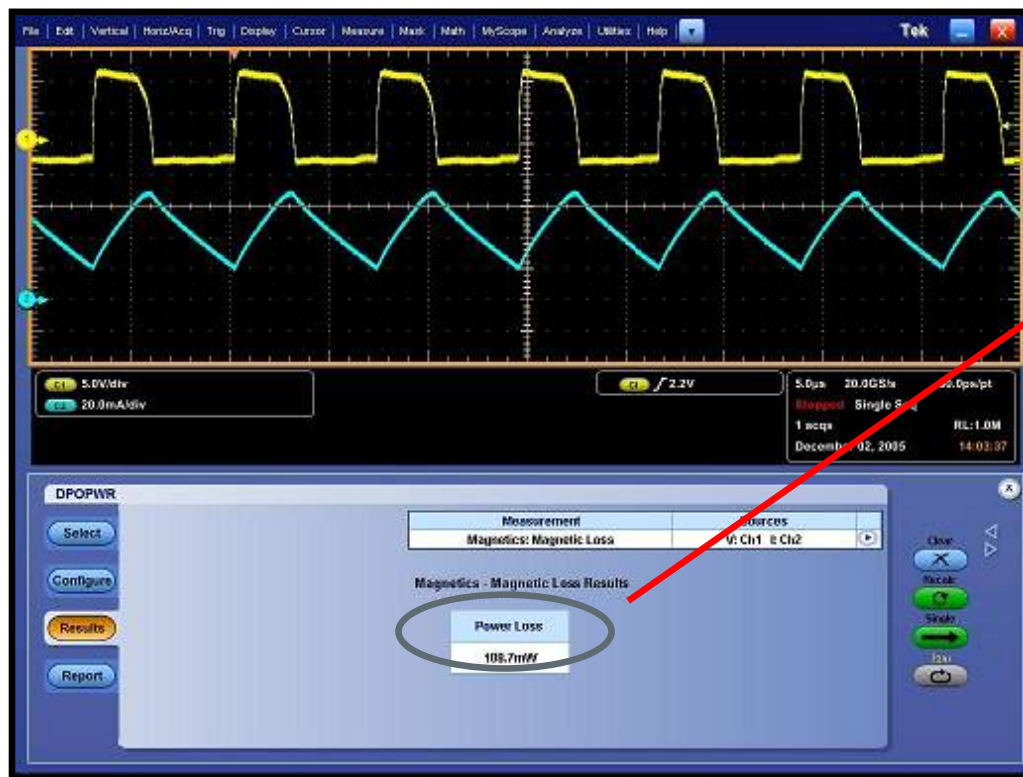 File | Edit | Vertical | Horiz/Acq | Trig | Display | Cursor | Measure | Mask | Math | MyScope | Analyze | Utilities | Help
Tek
C1 5.0V/div
C2 20.0mA/div
C1 2.2V
5.0µs 20.0GS/s
Stopped Single Seq
1 acqs RL:1.0M
December 02, 2005 14:03:37
DPOPWR
Select
Configure
Results
Report
Measurement Sources
Magnetics: Magnetic Loss V: Ch1 I: Ch2
Magnetics - Magnetic Loss Results
Power Loss
108.7mW
Clear
Recalc
Single
Run